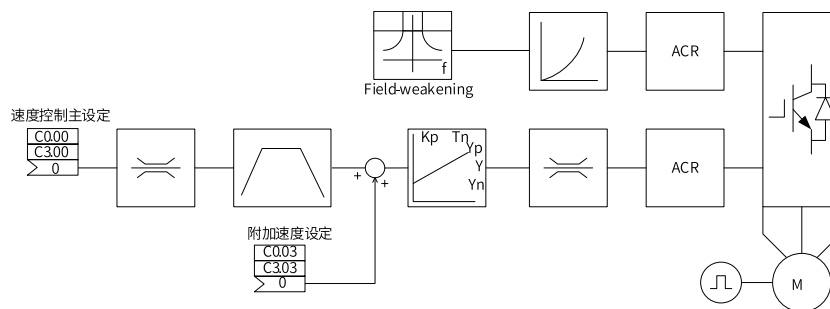 f
ACR
Field-weakening
速度控制主设定
C0.00
C3.00
0
Kp Tn
Yp
Y
Yn
ACR
+
+
附加速度设定
C0.03
C3.03
0
M